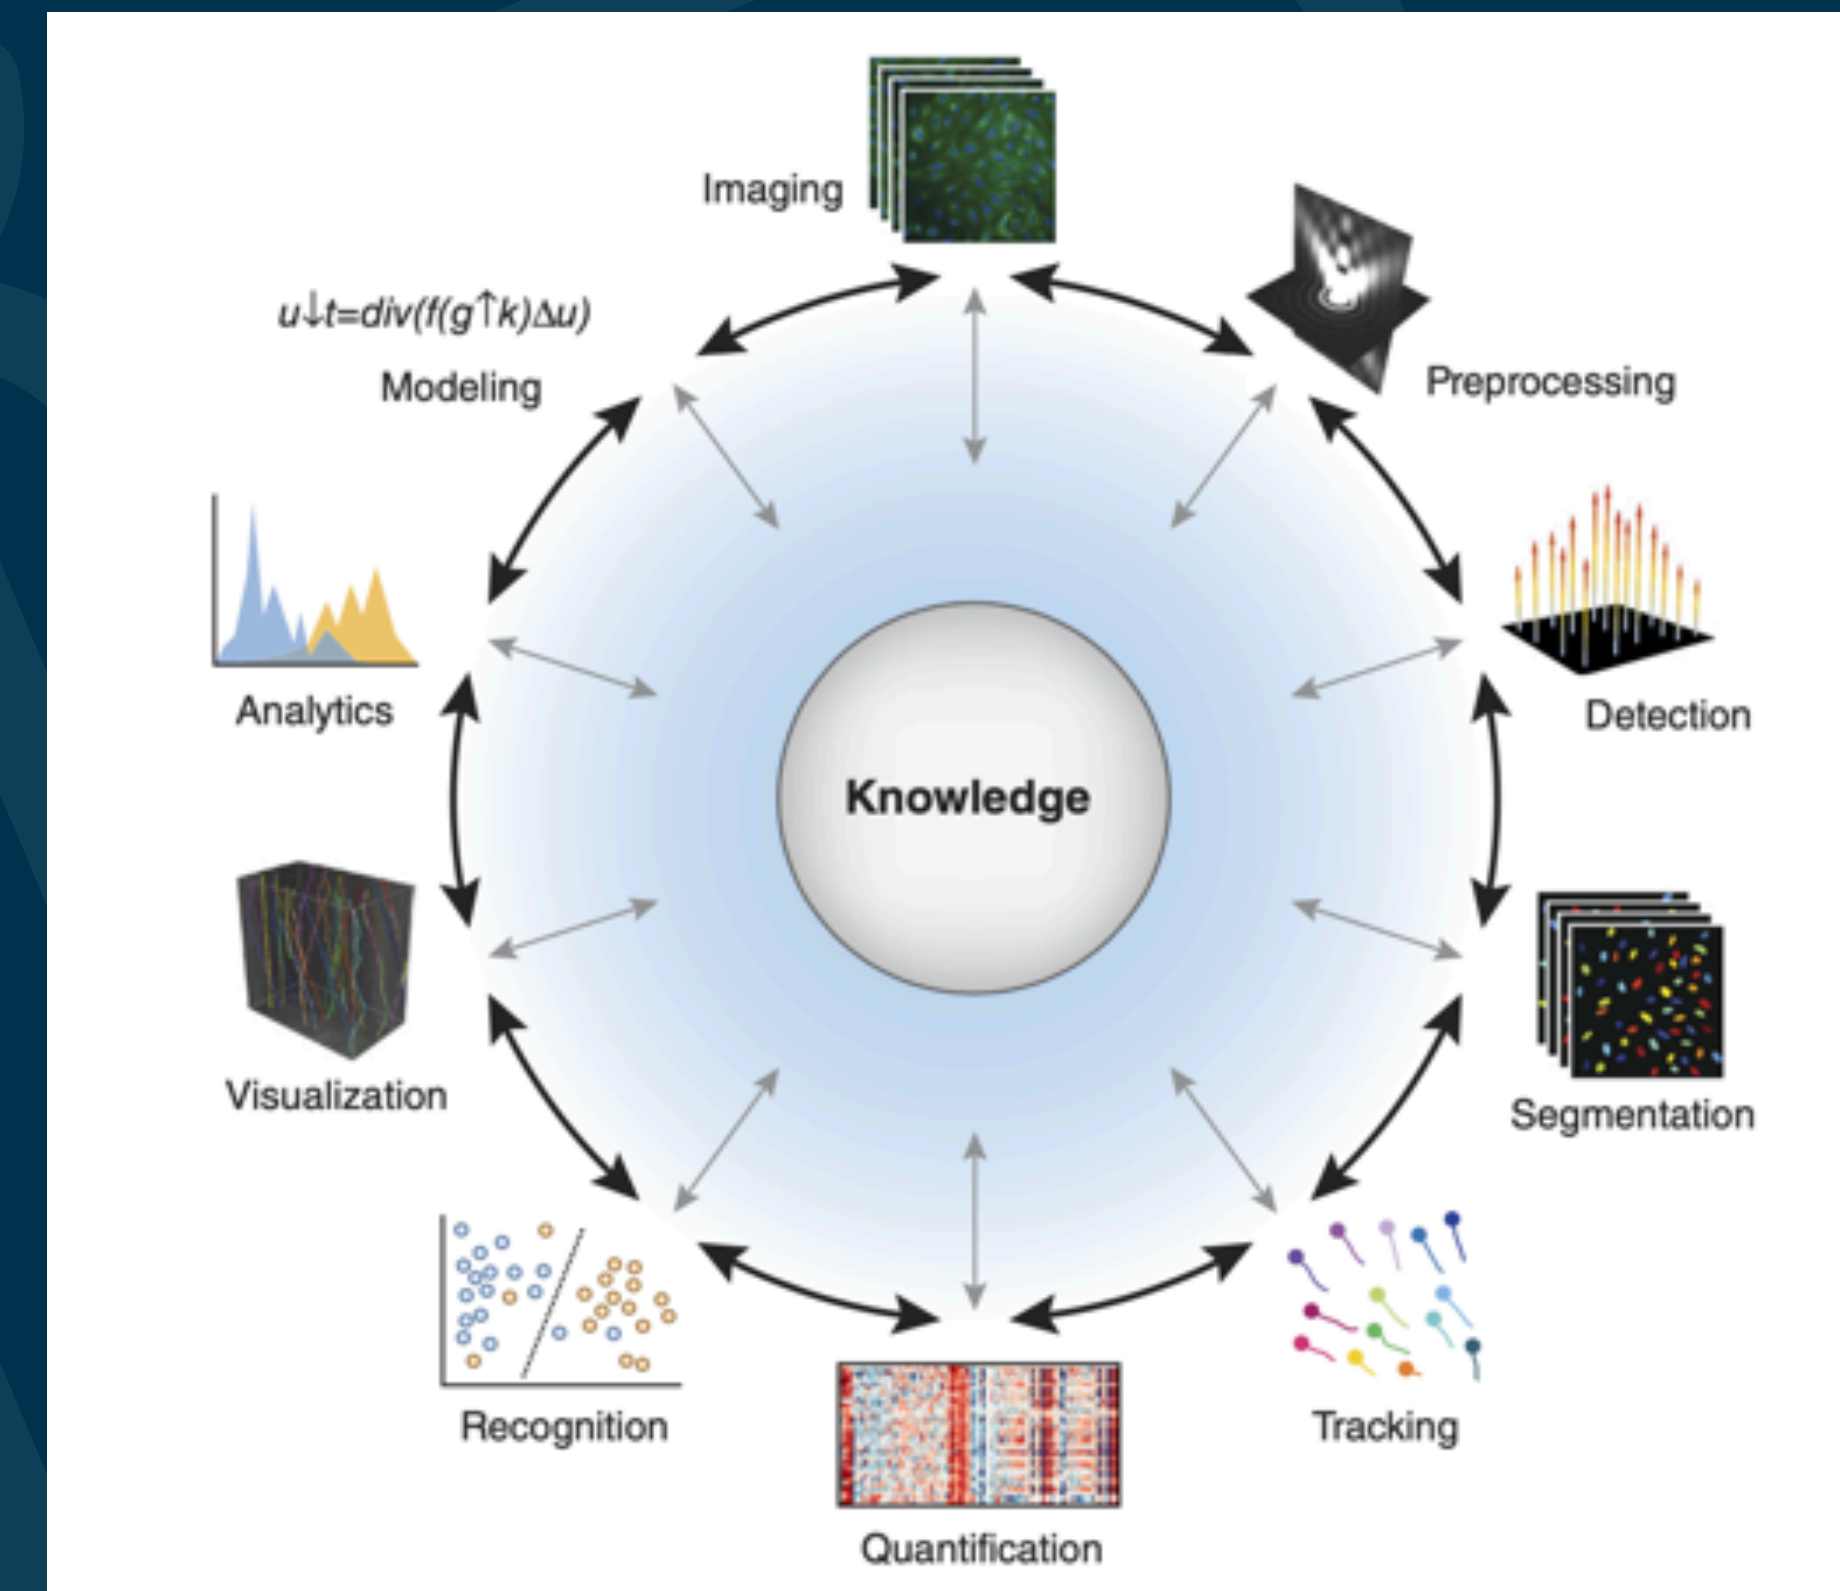 Imaging
Preprocessing
u↓t=div(f(g↑k)Δu)
Modeling
Detection
Analytics
Knowledge
Segmentation
Visualization
Tracking
Recognition
Quantification